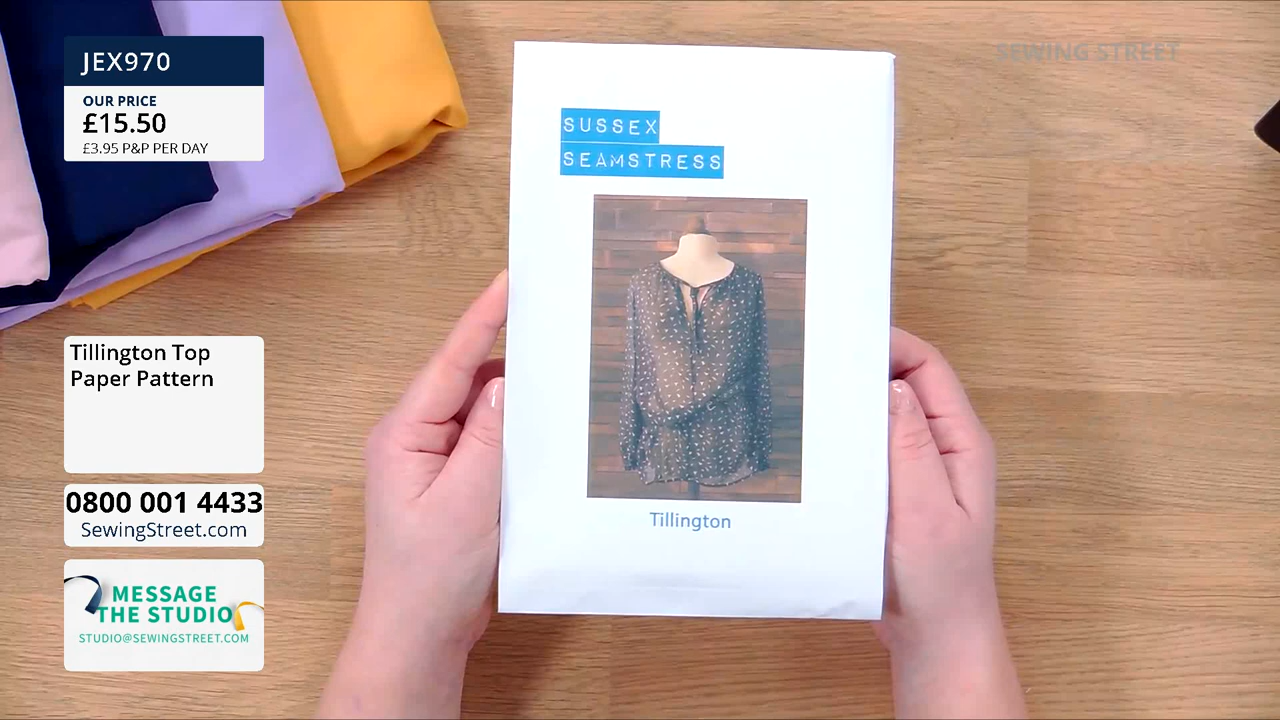 JEX970
OUR PRICE
£15.50
£3.95 P&P PER DAY
Tillington Top
Paper Pattern
0800 001 4433
SewingStreet.com
MESSAGE
THE STUDIO
STUDIO@SEWINGSTREET.COM
SUSSEX
SEAMSTRESS
Tillington
SEWING STREET